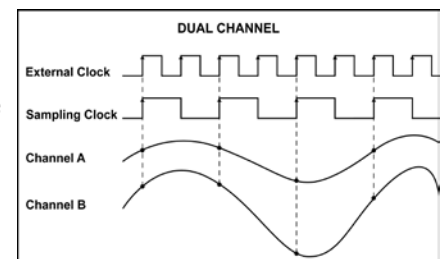 DUAL CHANNEL
External Clock
Sampling Clock
Channel A
Channel B